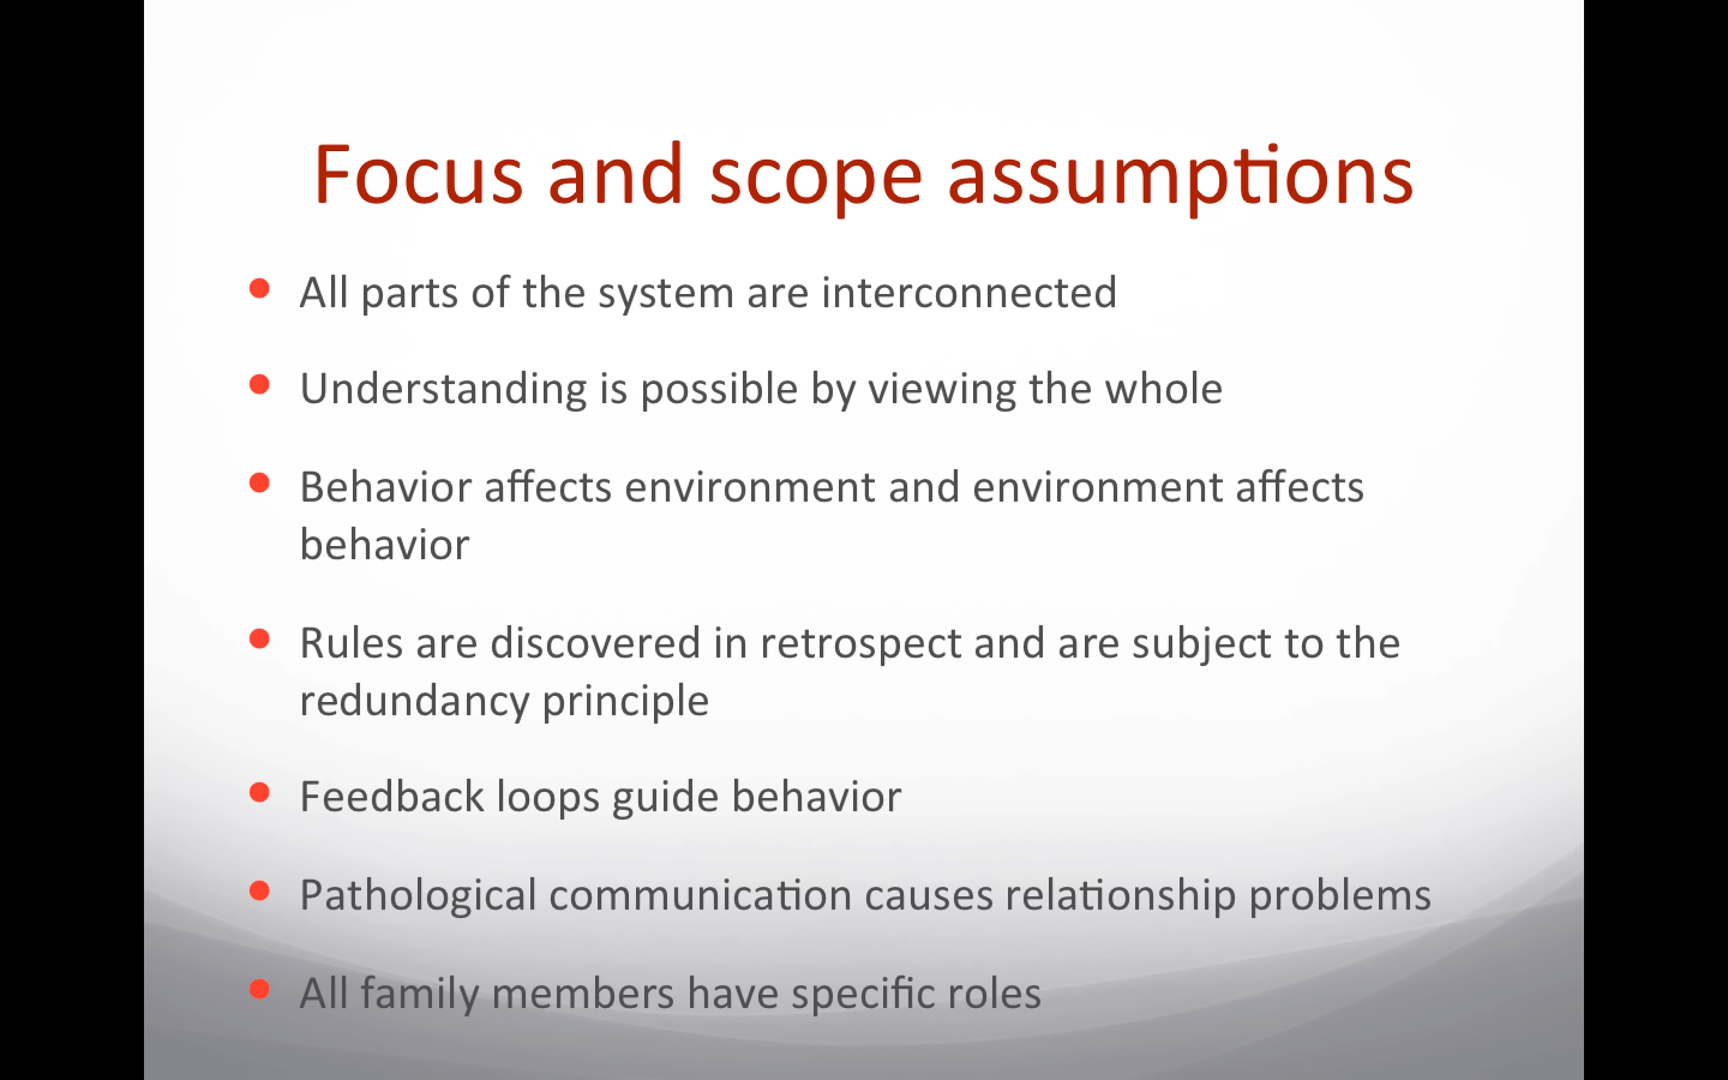 Focus and scope assumptions
All parts of the system are interconnected
Understanding is possible by viewing the whole
Behavior affects environment and environment affects
behavior
Rules are discovered in retrospect and are subject to the
redundancy principle
Feedback loops guide behavior
Pathological communication causes relationship problems
All family members have specific roles